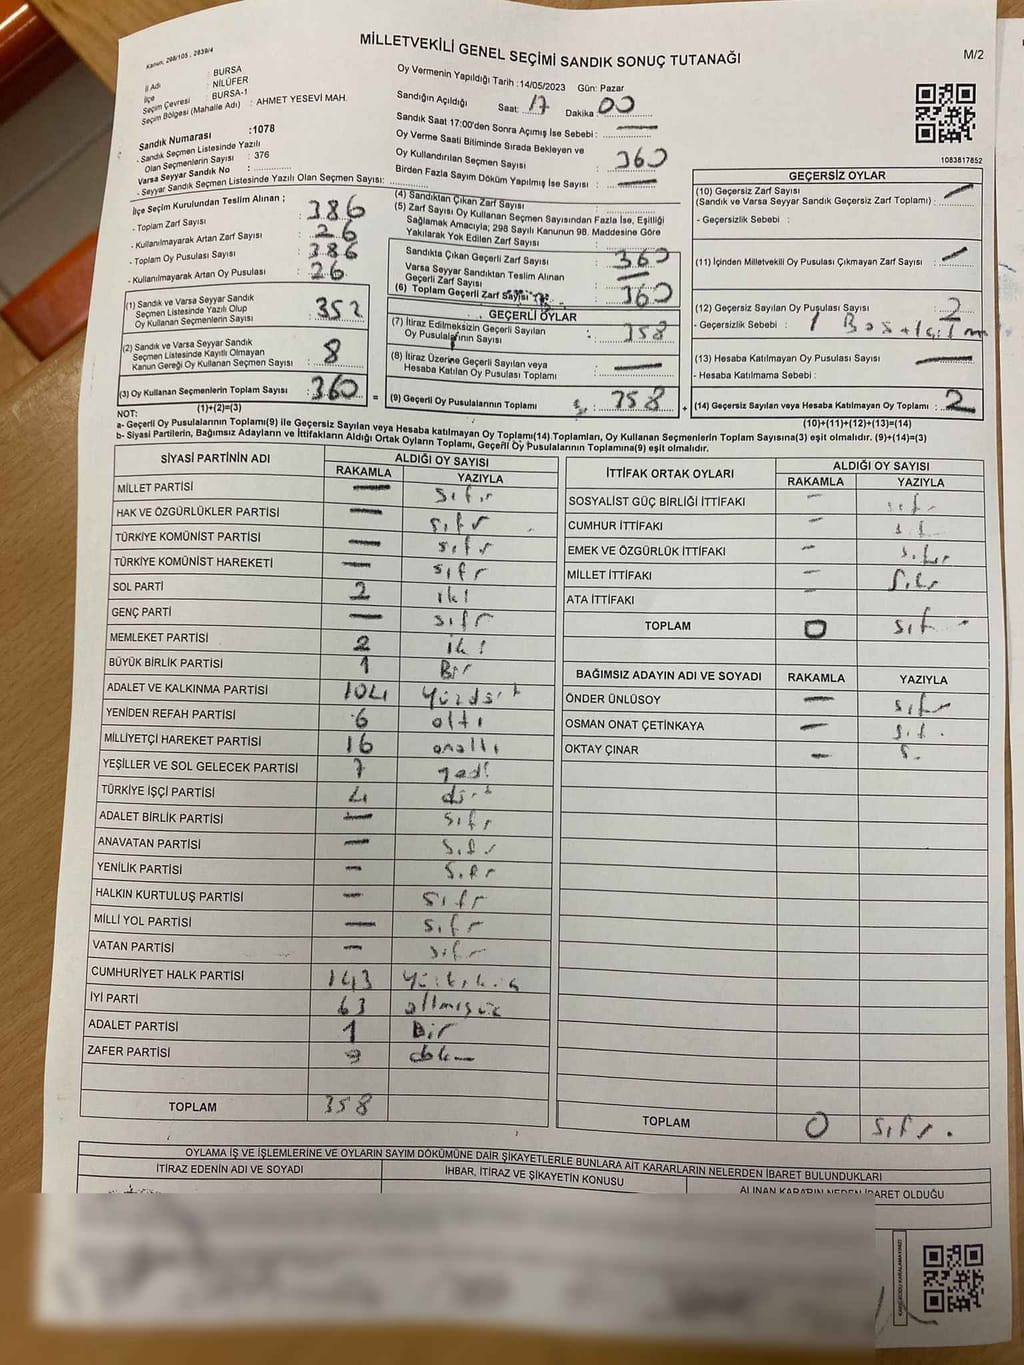 Kanun, 298/105, 2839/4
MİLLETVEKİLİ GENEL SEÇİMİ SANDIK SONUÇ TUTANAĞI
M/2
İl Adı : BURSA
İlçe : NİLÜFER
Seçim Çevresi : BURSA-1
Seçim Bölgesi (Mahalle Adı) : AHMET YESEVİ MAH.
Sandık Numarası :1078
- Sandık Seçmen Listesinde Yazılı
Olan Seçmenlerin Sayısı : 376
Varsa Seyyar Sandık No :
- Seyyar Sandık Seçmen Listesinde Yazılı Olan Seçmen Sayısı:
Oy Vermenin Yapıldığı Tarih :14/05/2023 Gün: Pazar
Sandığın Açıldığı Saat: 17 Dakika 00
Sandık Saat 17:00'den Sonra Açımış İse Sebebi : —
Oy Verme Saati Bitiminde Sırada Bekleyen ve
Oy Kullandırılan Seçmen Sayısı : 360
Birden Fazla Sayım Döküm Yapılmış İse Sayısı : —
1083817852
İlçe Seçim Kurulundan Teslim Alınan ;
- Toplam Zarf Sayısı : 386
- Kullanılmayarak Artan Zarf Sayısı : 26
- Toplam Oy Pusulası Sayısı : 386
- Kullanılmayarak Artan Oy Pusulası : 26
(1) Sandık ve Varsa Seyyar Sandık
Seçmen Listesinde Yazılı Olup
Oy Kullanan Seçmenlerin Sayısı : 352
(2) Sandık ve Varsa Seyyar Sandık
Seçmen Listesinde Kayıtlı Olmayan
Kanun Gereği Oy Kullanan Seçmen Sayısı : 8
(3) Oy Kullanan Seçmenlerin Toplam Sayısı : 360 =
(4) Sandıktan Çıkan Zarf Sayısı :
(5) Zarf Sayısı Oy Kullanan Seçmen Sayısından Fazla İse, Eşitliği
Sağlamak Amacıyla; 298 Sayılı Kanunun 98. Maddesine Göre
Yakılarak Yok Edilen Zarf Sayısı :
Sandıkta Çıkan Geçerli Zarf Sayısı : 360
Varsa Seyyar Sandıktan Teslim Alınan
Geçerli Zarf Sayısı : —
(6) Toplam Geçerli Zarf Sayısı : 360
GEÇERLİ OYLAR
(7) İtiraz Edilmeksizin Geçerli Sayılan
Oy Pusulalarının Sayısı : 358
(8) İtiraz Üzerine Geçerli Sayılan veya
Hesaba Katılan Oy Pusulası Toplamı : —
(9) Geçerli Oy Pusulalarının Toplamı : 358 +
GEÇERSİZ OYLAR
(10) Geçersiz Zarf Sayısı
(Sandık ve Varsa Seyyar Sandık Geçersiz Zarf Toplamı) : —
- Geçersizlik Sebebi :
(11) İçinden Milletvekili Oy Pusulası Çıkmayan Zarf Sayısı : —
(12) Geçersiz Sayılan Oy Pusulası Sayısı : 2
- Geçersizlik Sebebi : 1 Boş +
(13) Hesaba Katılmayan Oy Pusulası Sayısı : —
- Hesaba Katılmama Sebebi :
(14) Geçersiz Sayılan veya Hesaba Katılmayan Oy Toplamı : 2
(10)+(11)+(12)+(13)=(14)
NOT: (1)+(2)=(3)
a- Geçerli Oy Pusulalarının Toplamı(9) ile Geçersiz Sayılan veya Hesaba Katılmayan Oy Toplamı(14) Toplamları, Oy Kullanan Seçmenlerin Toplam Sayısına(3) eşit olmalıdır. (9)+(14)=(3)
b- Siyasi Partilerin, Bağımsız Adayların ve İttifakların Aldığı Ortak Oyların Toplamı, Geçerli Oy Pusulalarının Toplamına(9) eşit olmalıdır.
SİYASİ PARTİNİN ADI ALDIĞI OY SAYISI
RAKAMLA YAZIYLA
MİLLET PARTİSİ — sıfır
HAK VE ÖZGÜRLÜKLER PARTİSİ — sıfr
TÜRKİYE KOMÜNİST PARTİSİ — sıfr
TÜRKİYE KOMÜNİST HAREKETİ — sıfr
SOL PARTİ 2 iki
GENÇ PARTİ — sıfr
MEMLEKET PARTİSİ 2 iki
BÜYÜK BİRLİK PARTİSİ 1 Bir
ADALET VE KALKINMA PARTİSİ 104 yüzdört
YENİDEN REFAH PARTİSİ 6 altı
MİLLİYETÇİ HAREKET PARTİSİ 16 onaltı
YEŞİLLER VE SOL GELECEK PARTİSİ 7 yedi
TÜRKİYE İŞÇİ PARTİSİ 4 dört
ADALET BİRLİK PARTİSİ — sıfr
ANAVATAN PARTİSİ — sıfr
YENİLİK PARTİSİ — sıfr
HALKIN KURTULUŞ PARTİSİ — sıfr
MİLLİ YOL PARTİSİ — sıfr
VATAN PARTİSİ — sıfr
CUMHURİYET HALK PARTİSİ 143
İYİ PARTİ 63 altmışüç
ADALET PARTİSİ 1 Bir
ZAFER PARTİSİ 9
TOPLAM 358
İTTİFAK ORTAK OYLARI ALDIĞI OY SAYISI
RAKAMLA YAZIYLA
SOSYALİST GÜÇ BİRLİĞİ İTTİFAKI — sıfr
CUMHUR İTTİFAKI — sıf
EMEK VE ÖZGÜRLÜK İTTİFAKI — sıfır
MİLLET İTTİFAKI — sıfır
ATA İTTİFAKI —
TOPLAM 0 sıf
BAĞIMSIZ ADAYIN ADI VE SOYADI RAKAMLA YAZIYLA
ÖNDER ÜNLÜSOY — sıfr
OSMAN ONAT ÇETİNKAYA — sıf.
OKTAY ÇINAR — s.
TOPLAM 0 sıfr.
OYLAMA İŞ VE İŞLEMLERİNE VE OYLARIN SAYIM DÖKÜMÜNE DAİR ŞİKAYETLERLE BUNLARA AİT KARARLARIN NELERDEN İBARET BULUNDUKLARI
İTİRAZ EDENİN ADI VE SOYADI
İHBAR, İTİRAZ VE ŞİKAYETİN KONUSU
ALINAN KARARIN NEDEN İBARET OLDUĞU
KAREKODU KARALAMAYINIZ!